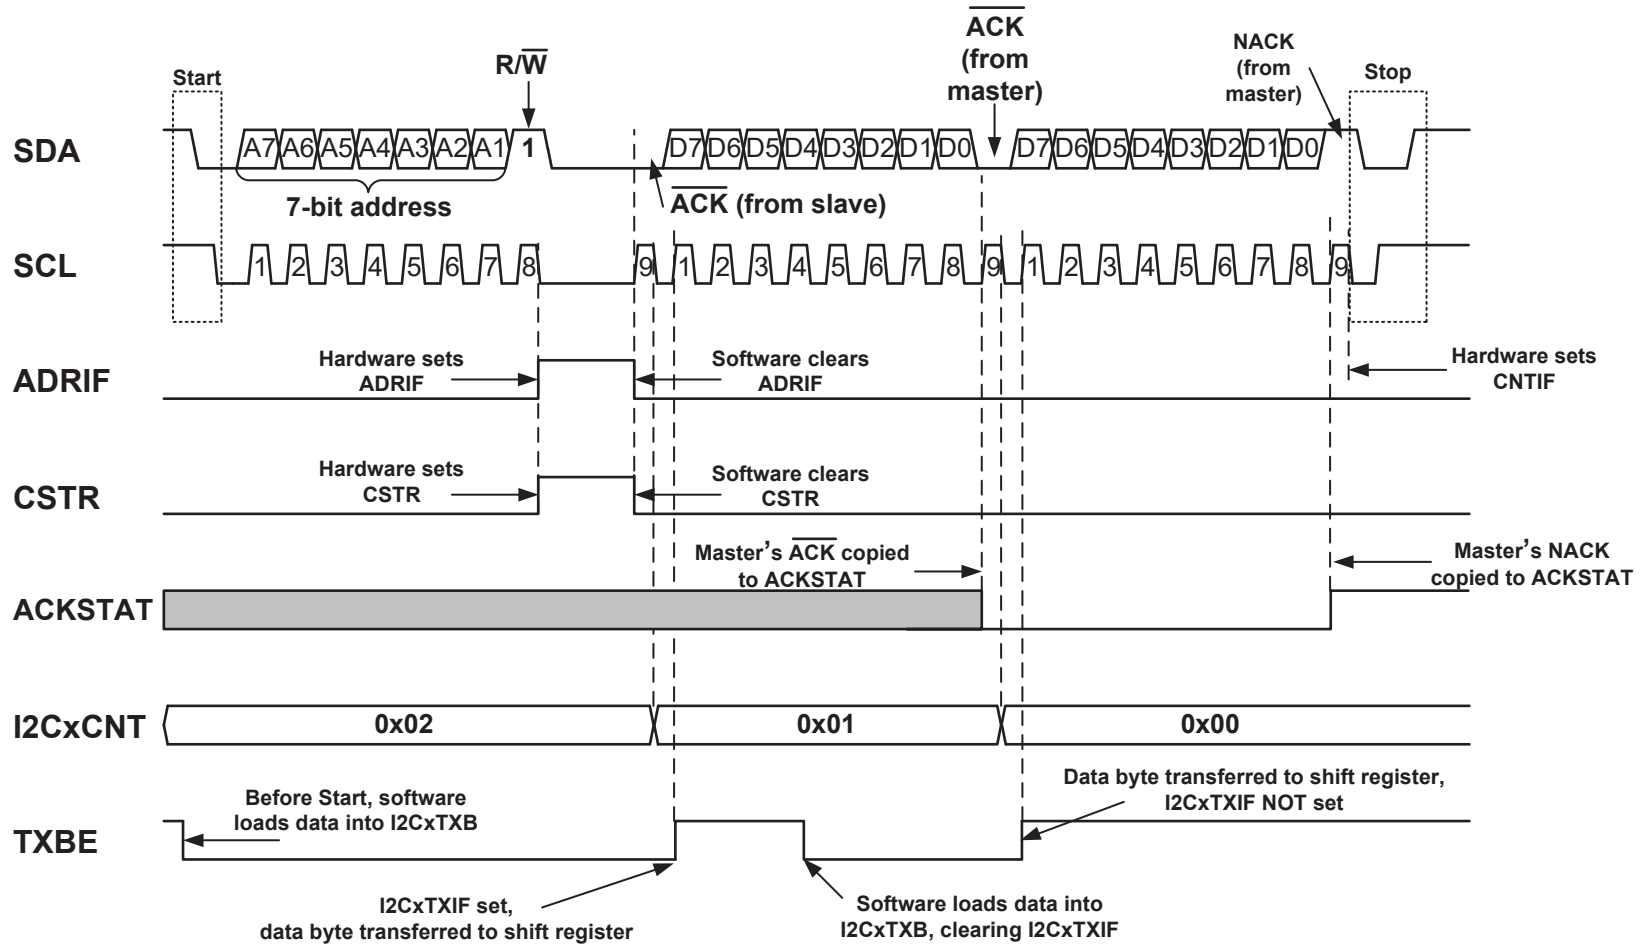 ACK
(from
master)
NACK
(from
master)
Start
R/W
Stop
SDA
A7 A6 A5 A4 A3 A2 A1 1 D7 D6 D5 D4 D3 D2 D1 D0 D7 D6 D5 D4 D3 D2 D1 D0
7-bit address
ACK (from slave)
SCL
1 2 3 4 5 6 7 8 9 1 2 3 4 5 6 7 8 9 1 2 3 4 5 6 7 8 9
ADRIF
Hardware sets
ADRIF
Software clears
ADRIF
Hardware sets
CNTIF
CSTR
Hardware sets
CSTR
Software clears
CSTR
ACKSTAT
Master's ACK copied
to ACKSTAT
Master's NACK
copied to ACKSTAT
I2CxCNT
0x02 0x01 0x00
TXBE
Before Start, software
loads data into I2CxTXB
Data byte transferred to shift register,
I2CxTXIF NOT set
I2CxTXIF set,
data byte transferred to shift register
Software loads data into
I2CxTXB, clearing I2CxTXIF